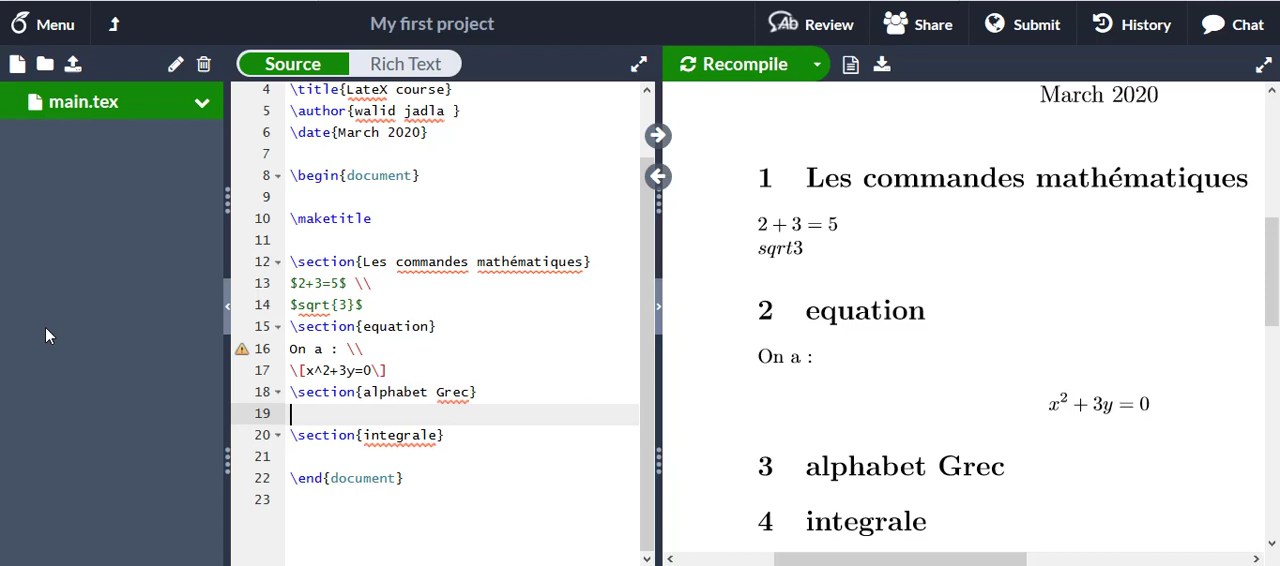 Menu
My first project
Review
Share
Submit
History
Chat
Source
Rich Text
Recompile
main.tex
4 \title{LateX course}
5 \author{walid jadla }
6 \date{March 2020}
7
8 \begin{document}
9
10 \maketitle
11
12 \section{Les commandes mathématiques}
13 $2+3=5$ \\
14 $sqrt{3}$
15 \section{equation}
16 On a : \\
17 \[x^2+3y=0\]
18 \section{alphabet Grec}
19
20 \section{integrale}
21
22 \end{document}
23
March 2020
1 Les commandes mathématiques
2 + 3 = 5
sqrt3
2 equation
On a :
x² + 3y = 0
3 alphabet Grec
4 integrale